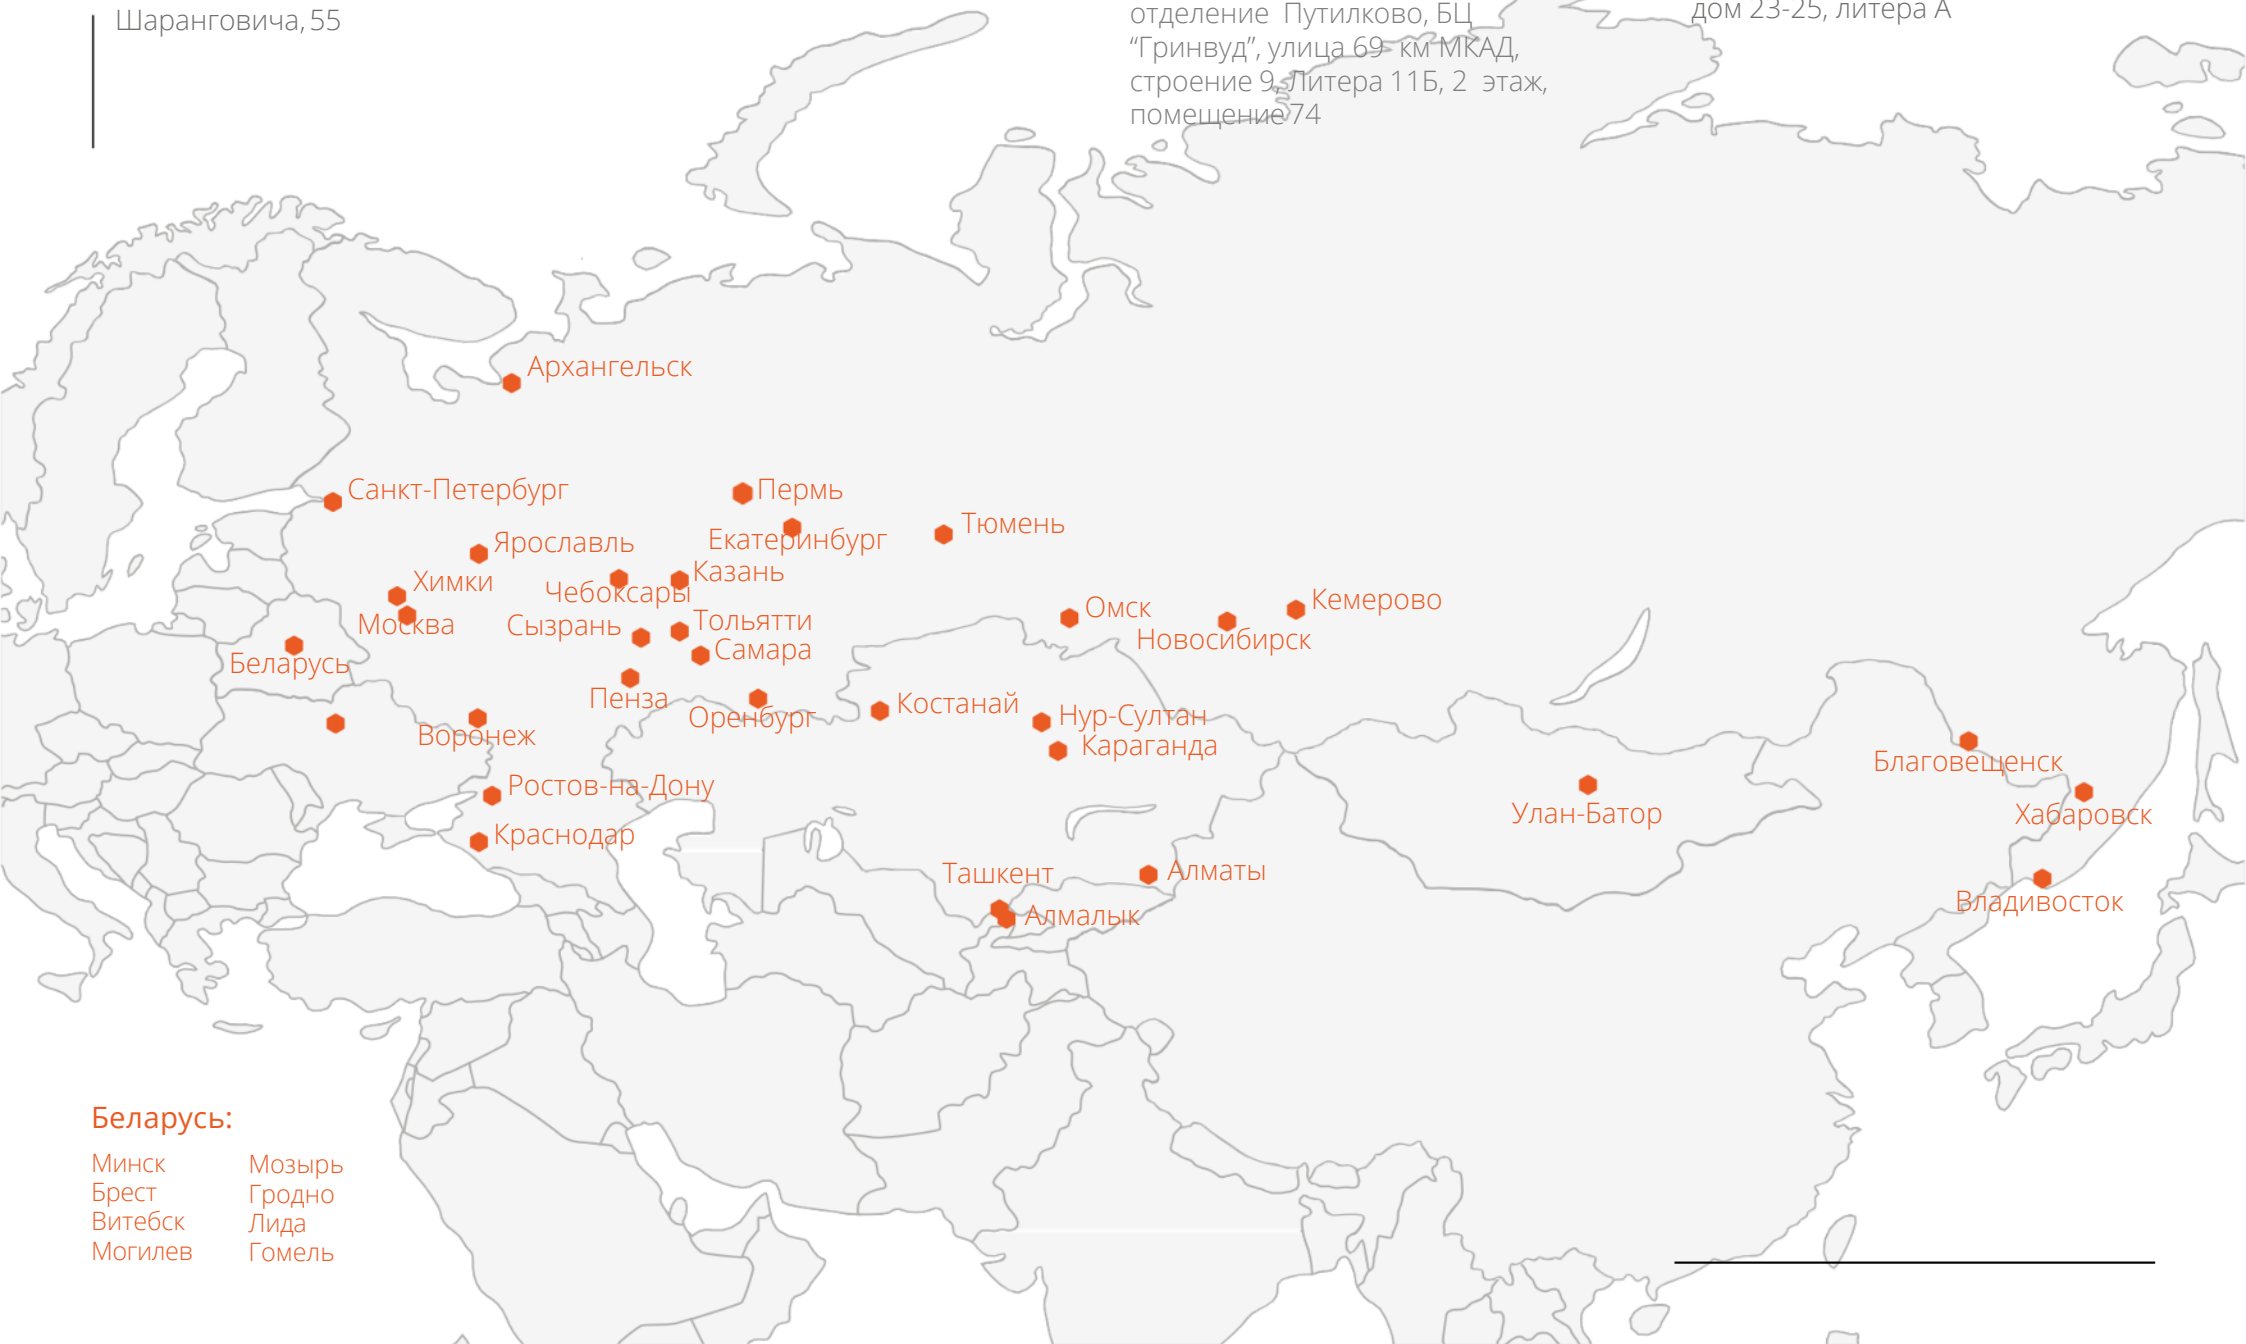 Шаранговича, 55
отделение Путилково, БЦ
“Гринвуд”, улица 69 км МКАД,
строение 9, Литера 11Б, 2 этаж,
помещение 74
дом 23-25, литера А
Архангельск
Санкт-Петербург
Пермь
Тюмень
Екатеринбург
Ярославль
Казань
Химки
Чебоксары
Кемерово
Омск
Тольятти
Москва
Сызрань
Новосибирск
Самара
Беларусь
Пенза
Костанай
Оренбург
Нур-Султан
Воронеж
Караганда
Благовещенск
Ростов-на-Дону
Улан-Батор
Хабаровск
Краснодар
Ташкент
Алматы
Владивосток
Алмалык
Беларусь:
Минск
Брест
Витебск
Могилев
Мозырь
Гродно
Лида
Гомель